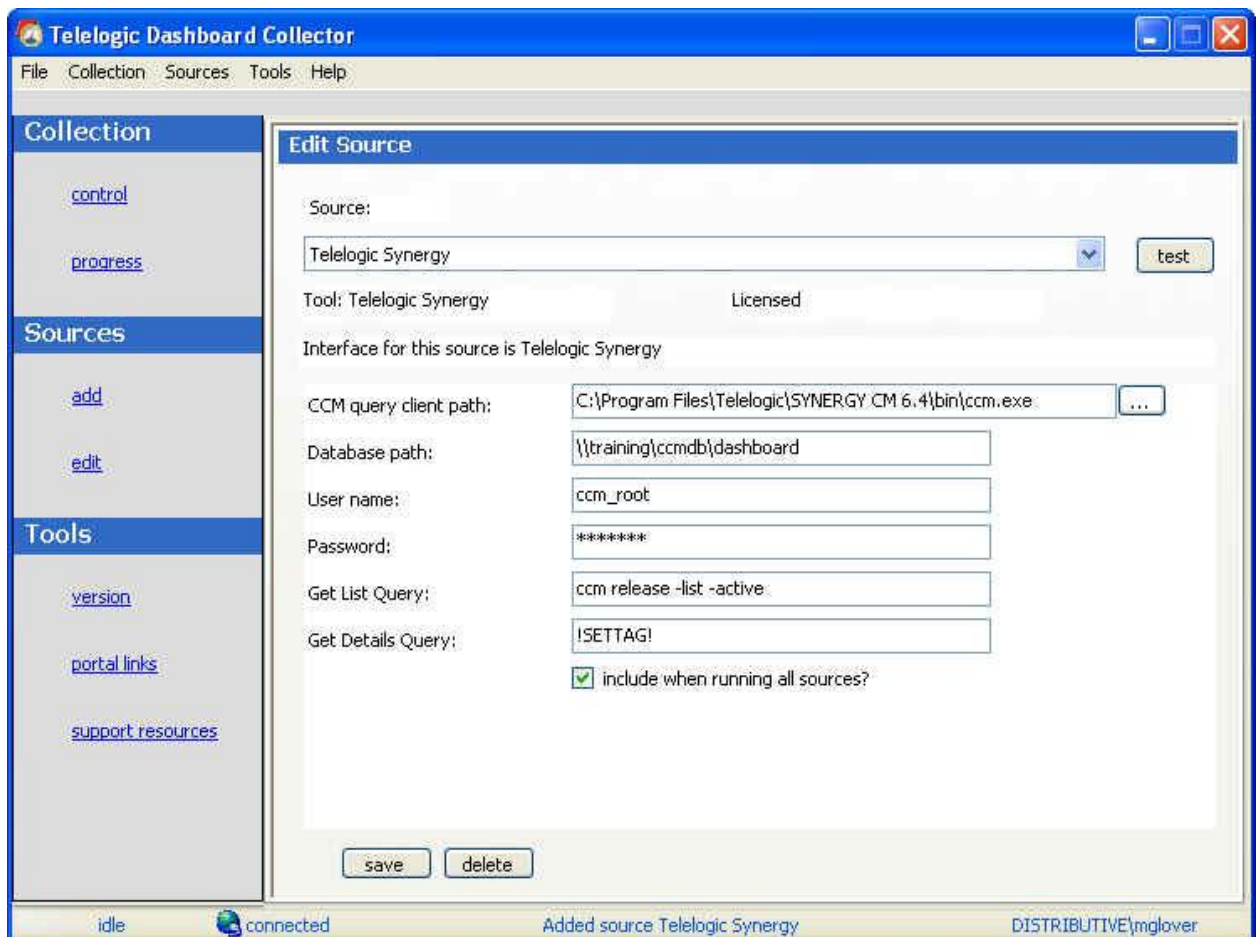 Telelogic Dashboard Collector
File Collection Sources Tools Help
Collection
control
progress
Sources
add
edit
Tools
version
portal links
support resources
Edit Source
Source:
Telelogic Synergy
test
Tool: Telelogic Synergy
Licensed
Interface for this source is Telelogic Synergy
CCM query client path:
C:\Program Files\Telelogic\SYNERGY CM 6.4\bin\ccm.exe
...
Database path:
\\training\ccmdb\dashboard
User name:
ccm_root
Password:
*******
Get List Query:
ccm release -list -active
Get Details Query:
!SETTAG!
include when running all sources?
save
delete
idle
connected
Added source Telelogic Synergy
DISTRIBUTIVE\mglover